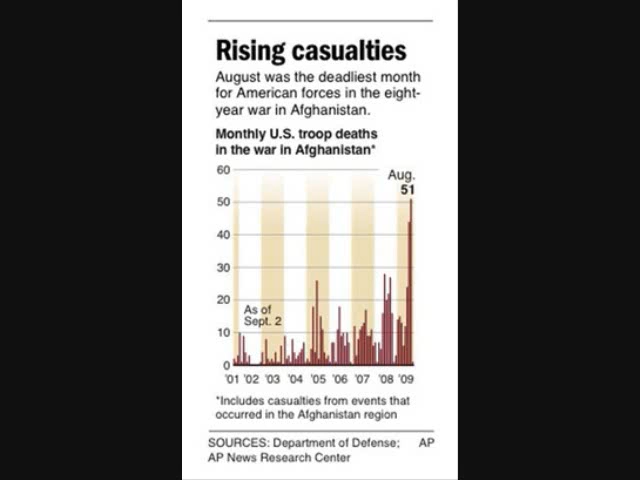 Rising casualties
August was the deadliest month
for American forces in the eight-
year war in Afghanistan.
Monthly U.S. troop deaths
in the war in Afghanistan*
60
Aug.
51
50
40
30
20
As of
Sept. 2
10
0
'01 '02 '03 '04 '05 '06 '07 '08 '09
*Includes casualties from events that
occurred in the Afghanistan region
SOURCES: Department of Defense; AP
AP News Research Center